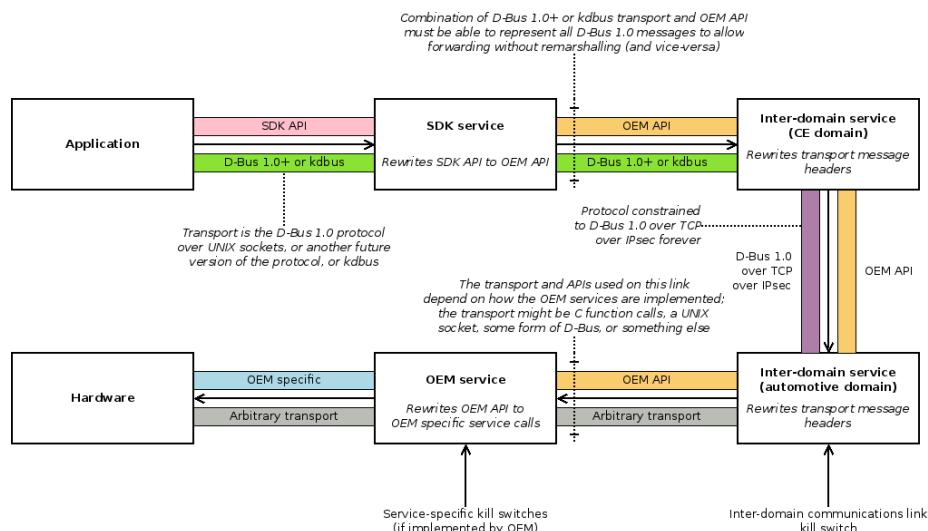 Combination of D-Bus 1.0+ or kdbus transport and OEM API
must be able to represent all D-Bus 1.0 messages to allow
forwarding without remarshalling (and vice-versa)
Application
SDK API
D-Bus 1.0+ or kdbus
SDK service
Rewrites SDK API to OEM API
OEM API
D-Bus 1.0+ or kdbus
Inter-domain service
(CE domain)
Rewrites transport message
headers
Transport is the D-Bus 1.0 protocol
over UNIX sockets, or another future
version of the protocol, or kdbus
Protocol constrained
to D-Bus 1.0 over TCP
over IPsec forever
D-Bus 1.0
over TCP
over IPsec
OEM API
The transport and APIs used on this link
depend on how the OEM services are implemented;
the transport might be C function calls, a UNIX
socket, some form of D-Bus, or something else
Hardware
OEM specific
Arbitrary transport
OEM service
Rewrites OEM API to
OEM specific service calls
OEM API
Arbitrary transport
Inter-domain service
(automotive domain)
Rewrites transport message
headers
Service-specific kill switches
(if implemented by OEM)
Inter-domain communications link
kill switch